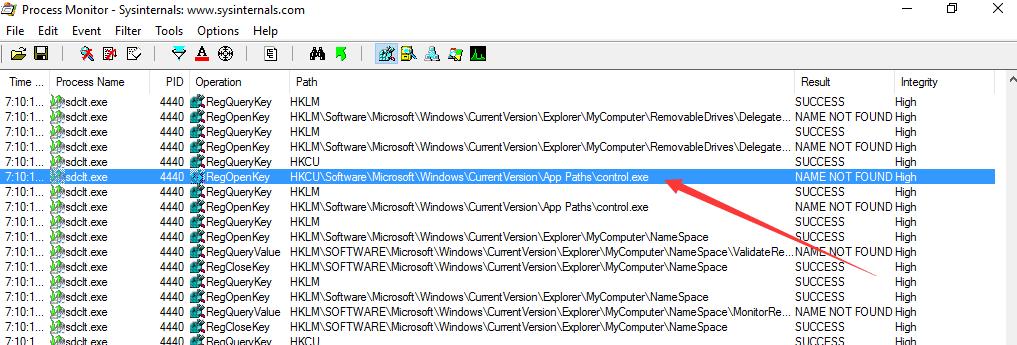 Process Monitor - Sysinternals: www.sysinternals.com
File Edit Event Filter Tools Options Help
Time ... Process Name PID Operation Path Result Integrity
7:10:1... sdclt.exe 4440 RegQueryKey HKLM SUCCESS High
7:10:1... sdclt.exe 4440 RegOpenKey HKLM\Software\Microsoft\Windows\CurrentVersion\Explorer\MyComputer\RemovableDrives\Delegate... NAME NOT FOUND High
7:10:1... sdclt.exe 4440 RegQueryKey HKLM SUCCESS High
7:10:1... sdclt.exe 4440 RegOpenKey HKLM\Software\Microsoft\Windows\CurrentVersion\Explorer\MyComputer\RemovableDrives\Delegate... NAME NOT FOUND High
7:10:1... sdclt.exe 4440 RegQueryKey HKCU SUCCESS High
7:10:1... sdclt.exe 4440 RegOpenKey HKCU\Software\Microsoft\Windows\CurrentVersion\App Paths\control.exe NAME NOT FOUND High
7:10:1... sdclt.exe 4440 RegQueryKey HKLM SUCCESS High
7:10:1... sdclt.exe 4440 RegOpenKey HKLM\Software\Microsoft\Windows\CurrentVersion\App Paths\control.exe NAME NOT FOUND High
7:10:1... sdclt.exe 4440 RegQueryKey HKLM SUCCESS High
7:10:1... sdclt.exe 4440 RegOpenKey HKLM\Software\Microsoft\Windows\CurrentVersion\Explorer\MyComputer\NameSpace SUCCESS High
7:10:1... sdclt.exe 4440 RegQueryValue HKLM\SOFTWARE\Microsoft\Windows\CurrentVersion\Explorer\MyComputer\NameSpace\ValidateRe... NAME NOT FOUND High
7:10:1... sdclt.exe 4440 RegCloseKey HKLM\SOFTWARE\Microsoft\Windows\CurrentVersion\Explorer\MyComputer\NameSpace SUCCESS High
7:10:1... sdclt.exe 4440 RegQueryKey HKLM SUCCESS High
7:10:1... sdclt.exe 4440 RegOpenKey HKLM\Software\Microsoft\Windows\CurrentVersion\Explorer\MyComputer\NameSpace SUCCESS High
7:10:1... sdclt.exe 4440 RegQueryValue HKLM\SOFTWARE\Microsoft\Windows\CurrentVersion\Explorer\MyComputer\NameSpace\MonitorRe... NAME NOT FOUND High
7:10:1... sdclt.exe 4440 RegCloseKey HKLM\SOFTWARE\Microsoft\Windows\CurrentVersion\Explorer\MyComputer\NameSpace SUCCESS High
7:10:1... sdclt.exe 4440 RegQueryKey HKCU SUCCESS High